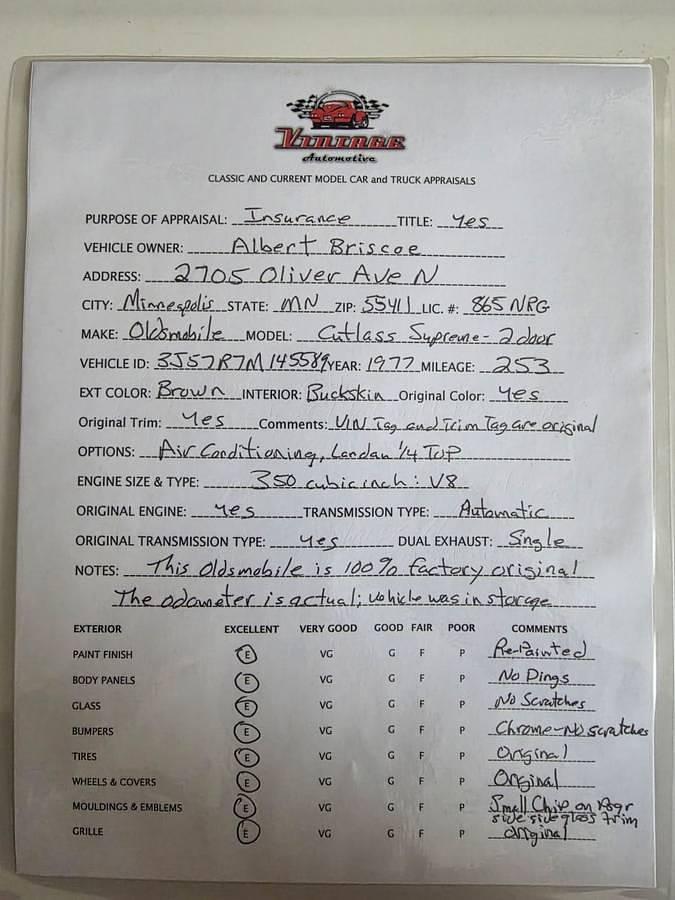 VINTAGE
Automotive
CLASSIC AND CURRENT MODEL CAR and TRUCK APPRAISALS
PURPOSE OF APPRAISAL: Insurance TITLE: yes
VEHICLE OWNER: Albert Briscoe
ADDRESS: 2705 Oliver Ave N
CITY: Minneapolis STATE: MN ZIP: 55411 LIC. #: 865 NRG
MAKE: Oldsmobile MODEL: Cutlass Supreme - 2 door
VEHICLE ID: 3J57R7M145589 YEAR: 1977 MILEAGE: 253
EXT COLOR: Brown INTERIOR: Buckskin Original Color: yes
Original Trim: yes Comments: VIN Tag and Trim Tag are original
OPTIONS: Air Conditioning, Landau 1/4 Top
ENGINE SIZE & TYPE: 350 cubic inch: V8
ORIGINAL ENGINE: yes TRANSMISSION TYPE: Automatic
ORIGINAL TRANSMISSION TYPE: yes DUAL EXHAUST: Single
NOTES: This Oldsmobile is 100% factory original
The odometer is actual; vehicle was in storage
EXTERIOR EXCELLENT VERY GOOD GOOD FAIR POOR COMMENTS
PAINT FINISH E VG G F P Re-Painted
BODY PANELS E VG G F P No Dings
GLASS E VG G F P No Scratches
BUMPERS E VG G F P Chrome - No scratches
TIRES E VG G F P Original
WHEELS & COVERS E VG G F P Original
MOULDINGS & EMBLEMS E VG G F P Small Chip on
side glass trim
GRILLE E VG G F P original